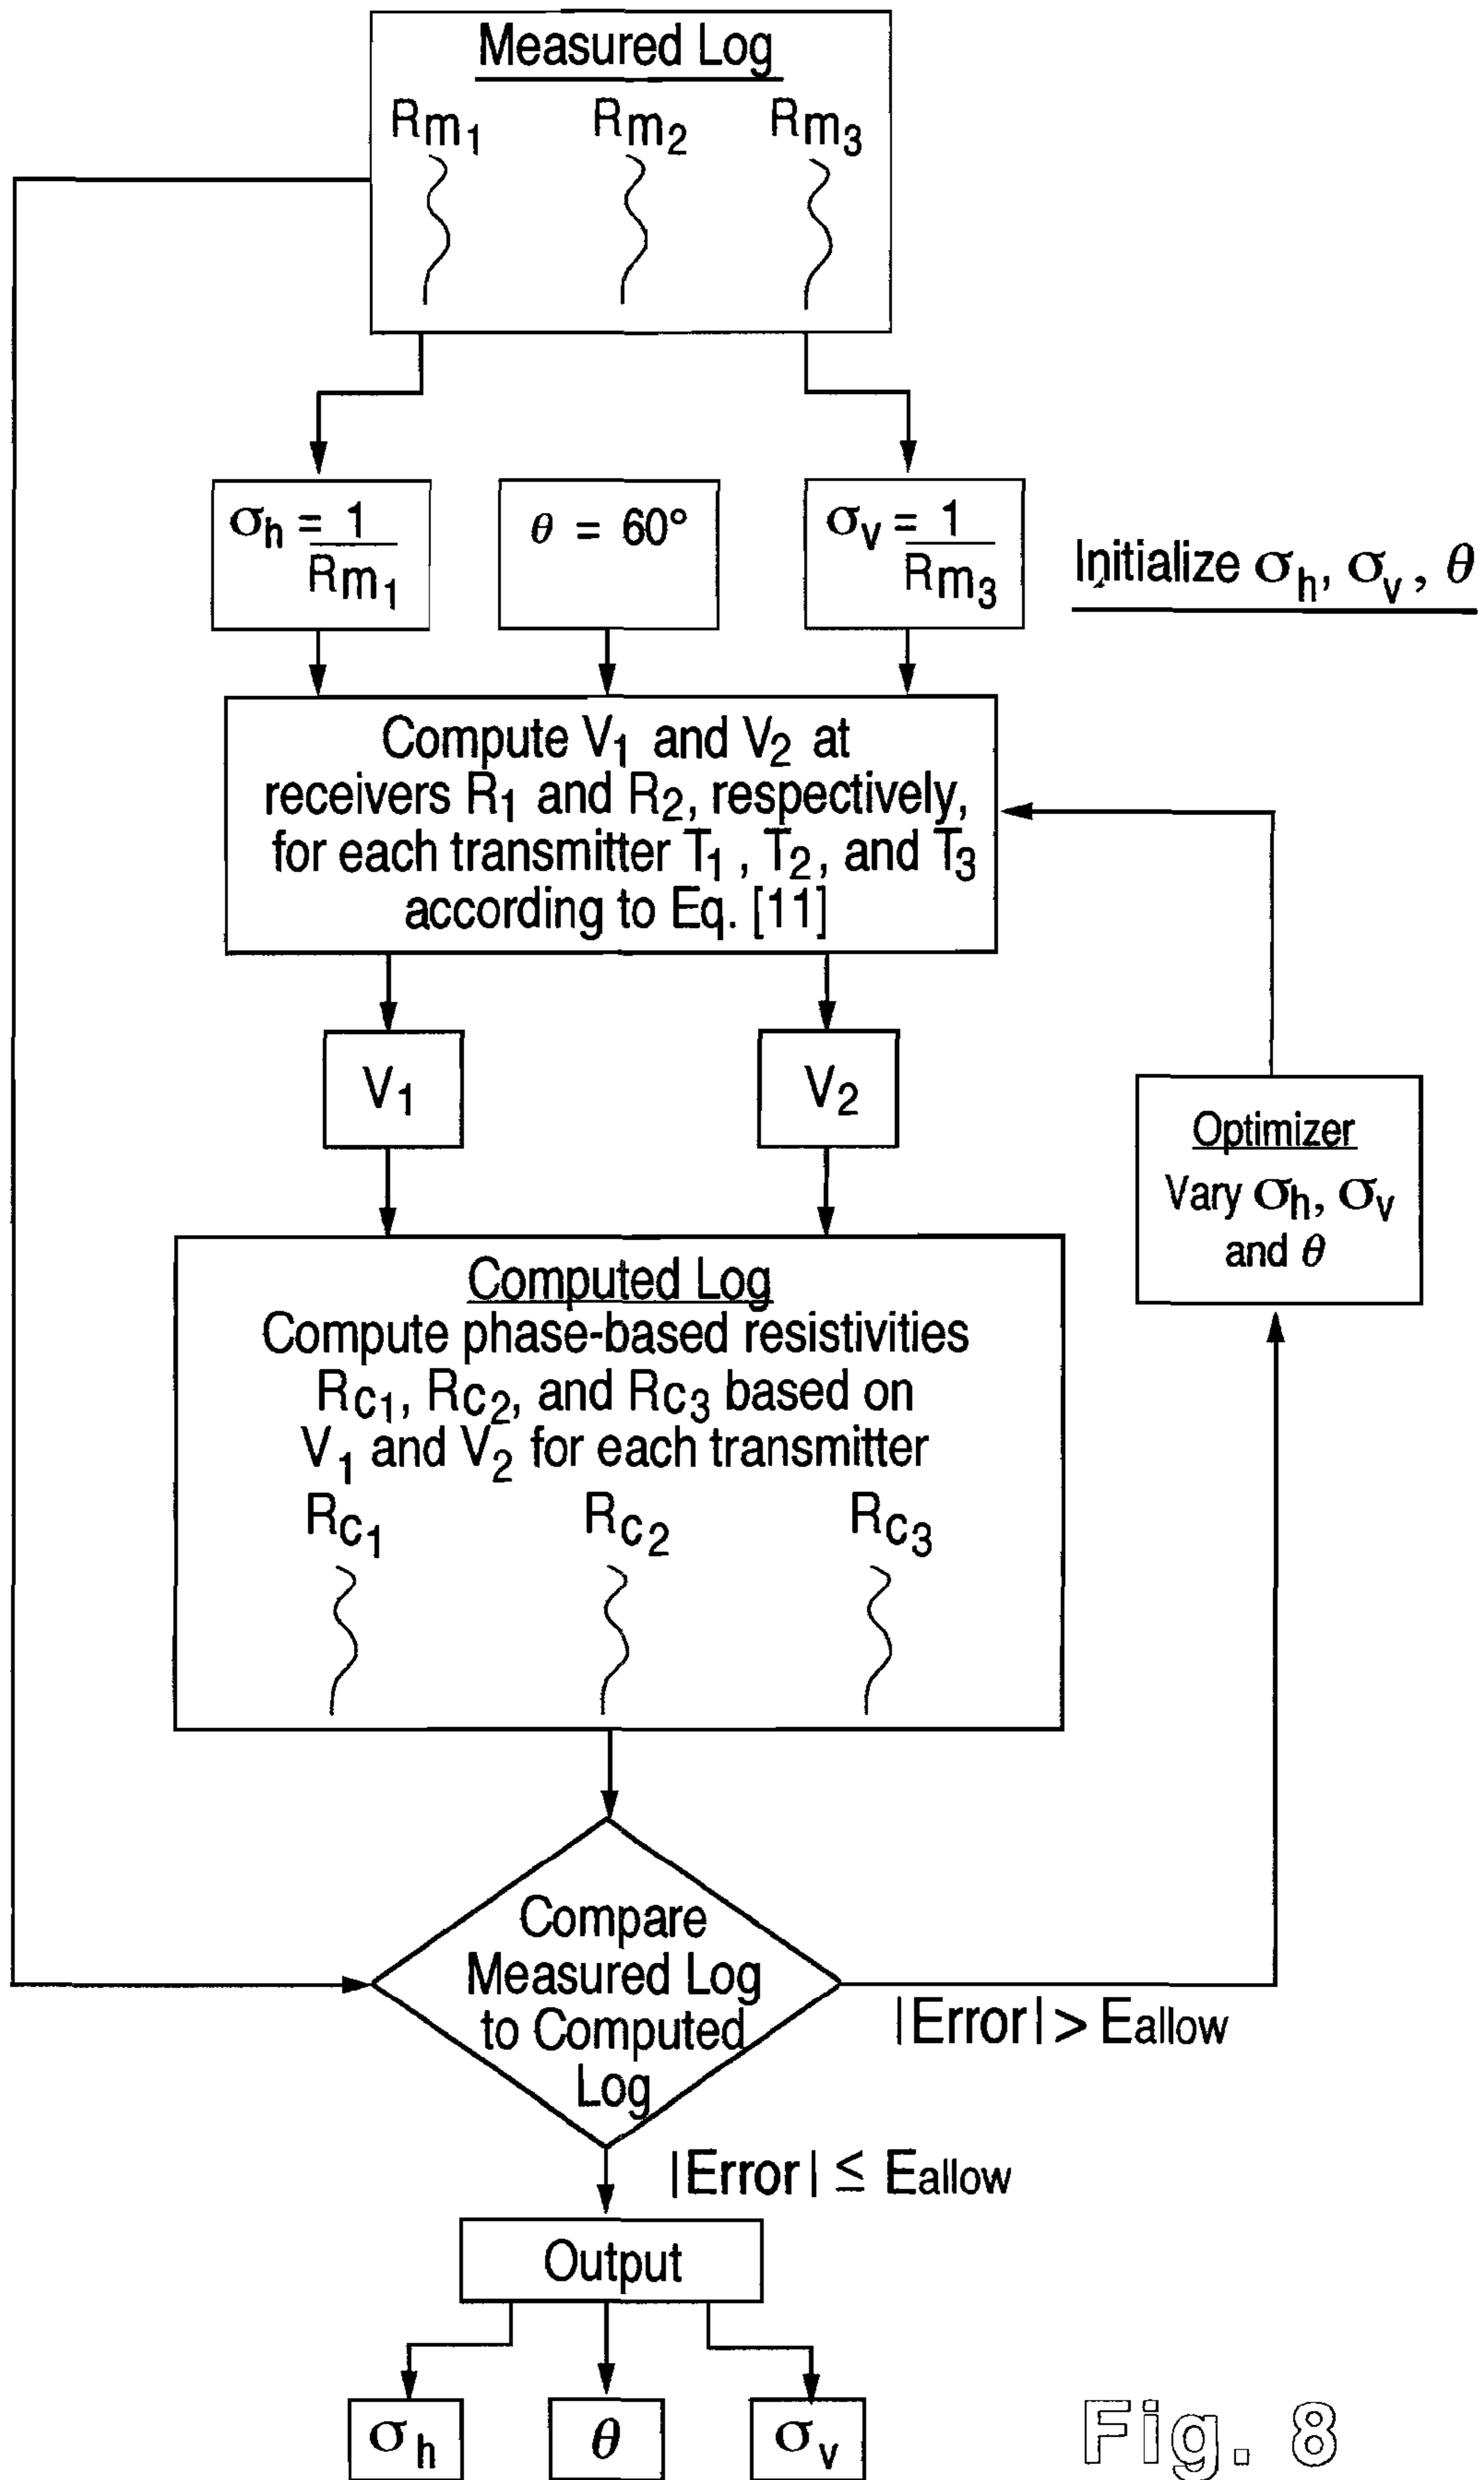 Measured Log
Rm1 Rm2 Rm3
σh = 1/Rm1
θ = 60°
σv = 1/Rm3
Initialize σh, σv, θ
Compute V1 and V2 at
receivers R1 and R2, respectively,
for each transmitter T1, T2, and T3
according to Eq. [11]
V1
V2
Optimizer
Vary σh, σv
and θ
Computed Log
Compute phase-based resistivities
Rc1, Rc2, and Rc3 based on
V1 and V2 for each transmitter
Rc1 Rc2 Rc3
Compare
Measured Log
to Computed
Log
|Error| > Eallow
|Error| ≤ Eallow
Output
σh
θ
σv
Fig. 8